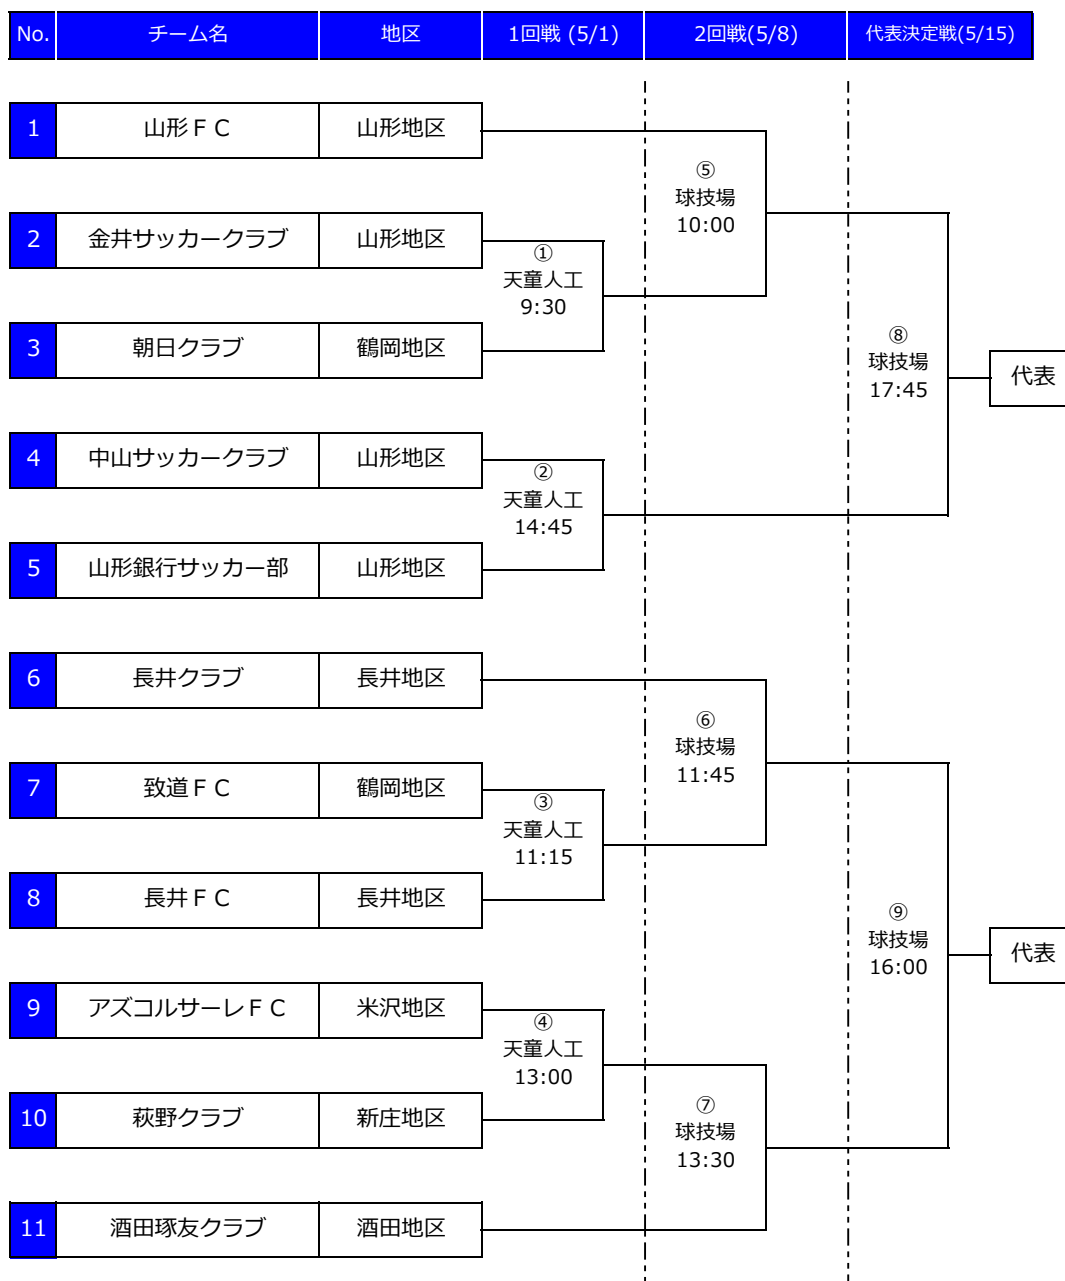 No. チーム名 地区 1回戦 (5/1) 2回戦(5/8) 代表決定戦(5/15)
1 山形ＦＣ 山形地区
⑤
球技場
10:00
2 金井サッカークラブ 山形地区
①
天童人工
9:30
3 朝日クラブ 鶴岡地区
⑧
球技場
17:45
代表
4 中山サッカークラブ 山形地区
②
天童人工
14:45
5 山形銀行サッカー部 山形地区
6 長井クラブ 長井地区
⑥
球技場
11:45
7 致道ＦＣ 鶴岡地区
③
天童人工
11:15
8 長井ＦＣ 長井地区
⑨
球技場
16:00
代表
9 アズコルサーレＦＣ 米沢地区
④
天童人工
13:00
10 萩野クラブ 新庄地区
⑦
球技場
13:30
11 酒田琢友クラブ 酒田地区